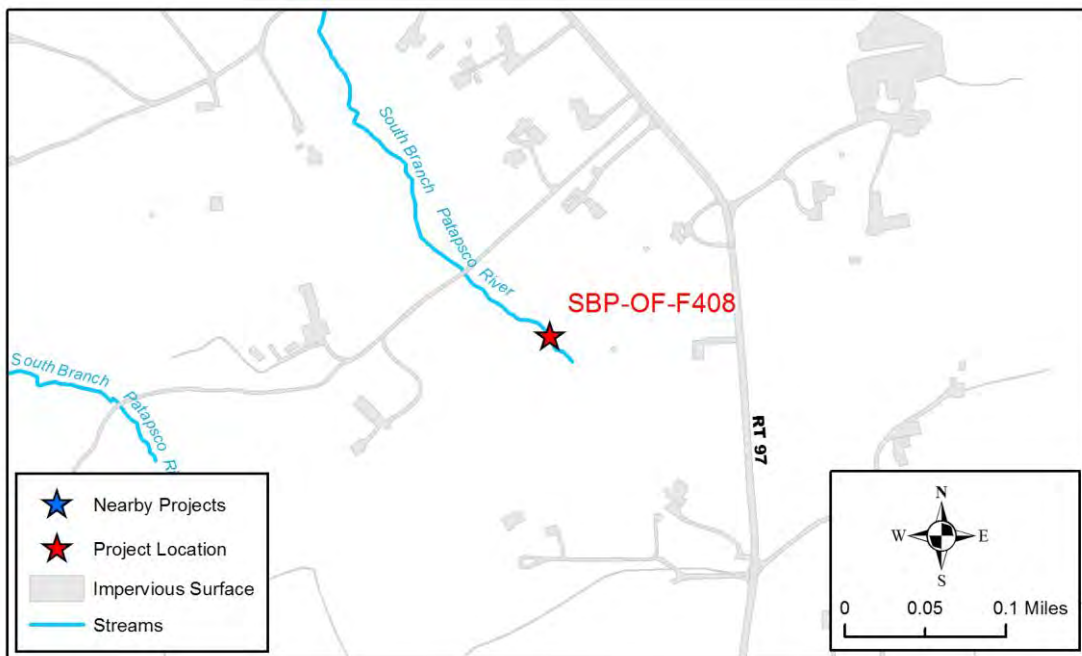 South Branch
Patapsco River
SBP-OF-F408
South Branch
Patapsco Ri
RT 97
Nearby Projects
Project Location
Impervious Surface
Streams
N
W E
S
0 0.05 0.1 Miles